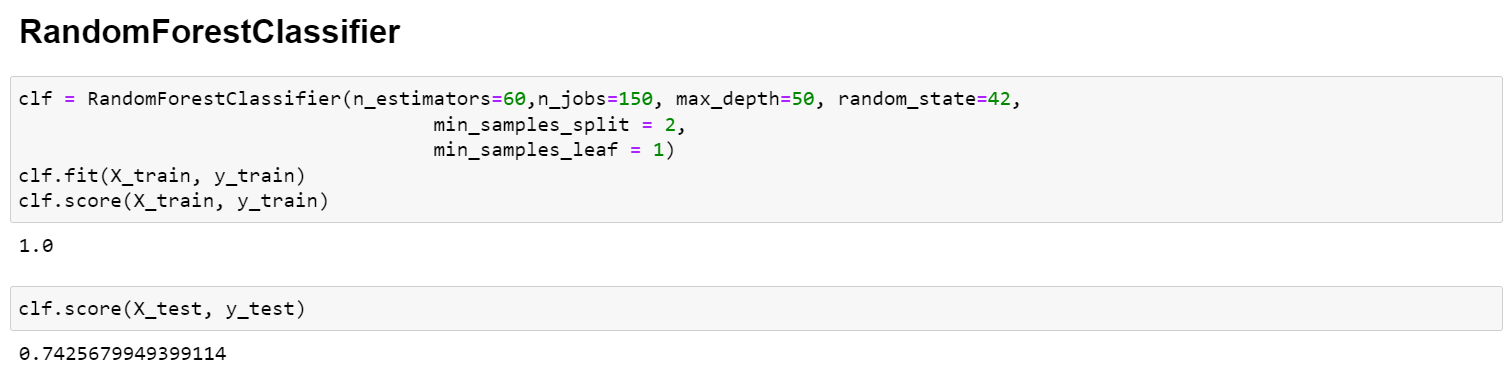 RandomForestClassifier
clf = RandomForestClassifier(n_estimators=60,n_jobs=150, max_depth=50, random_state=42,
min_samples_split = 2,
min_samples_leaf = 1)
clf.fit(X_train, y_train)
clf.score(X_train, y_train)
1.0
clf.score(X_test, y_test)
0.7425679949399114